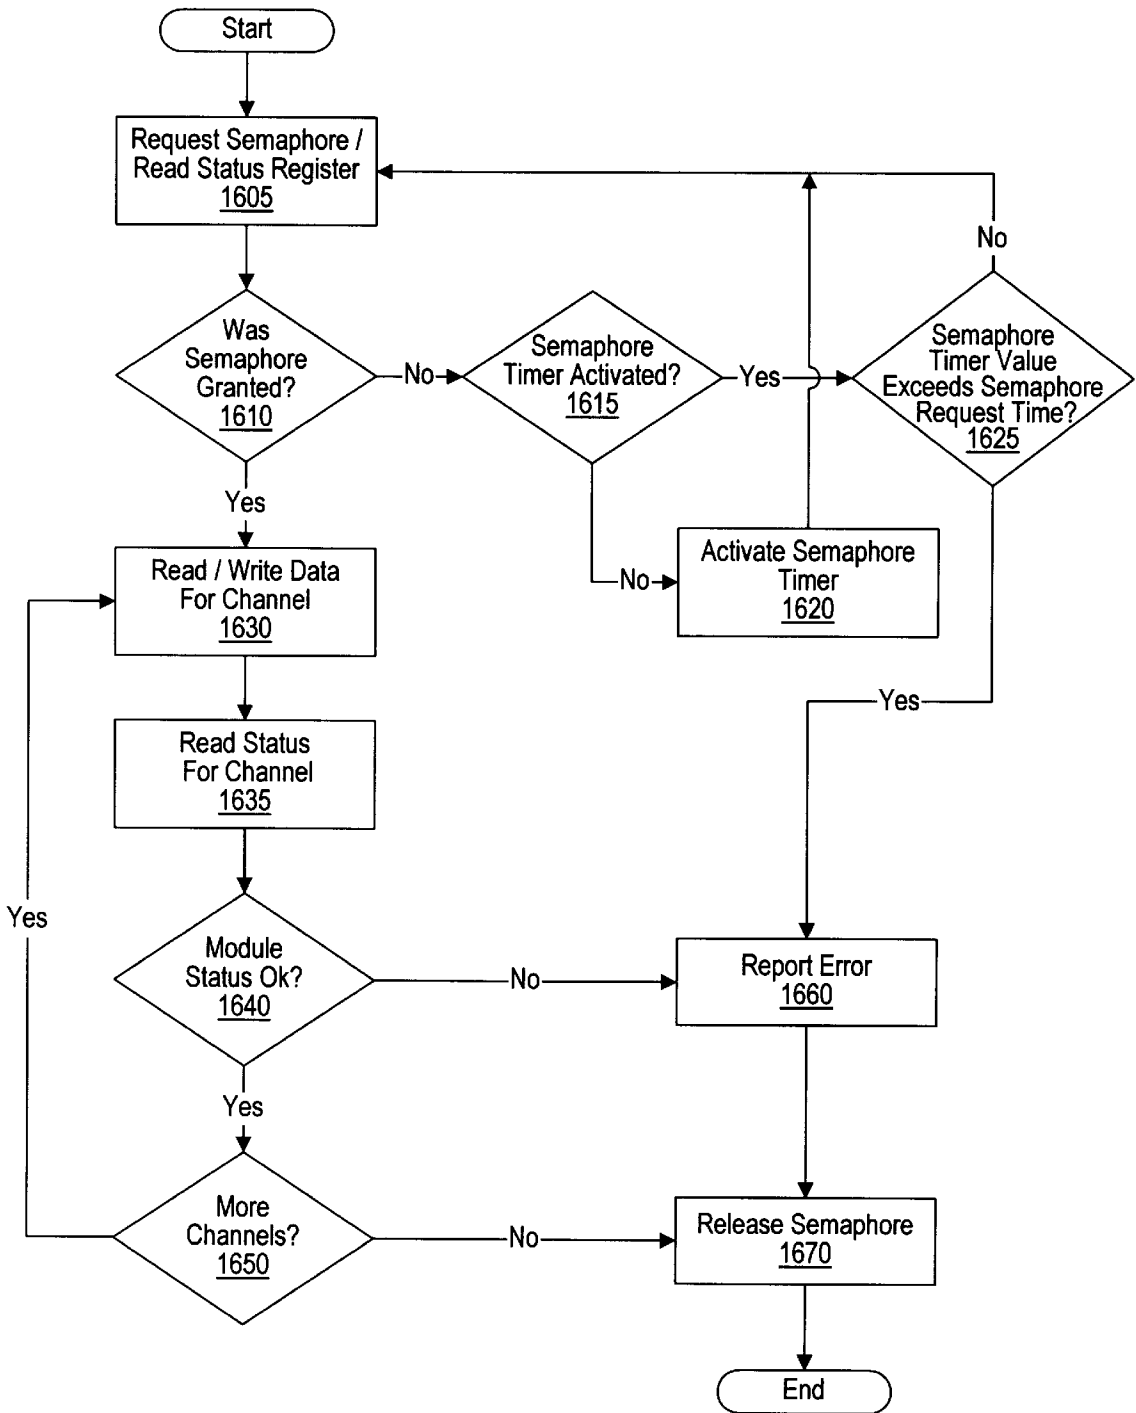 Start
Request Semaphore /
Read Status Register
1605
No
Was
Semaphore
Granted?
1610
No
Semaphore
Timer Activated?
1615
Yes
Semaphore
Timer Value
Exceeds Semaphore
Request Time?
1625
Yes
Read / Write Data
For Channel
1630
No
Activate Semaphore
Timer
1620
Yes
Read Status
For Channel
1635
Yes
Module
Status Ok?
1640
No
Report Error
1660
Yes
More
Channels?
1650
No
Release Semaphore
1670
End